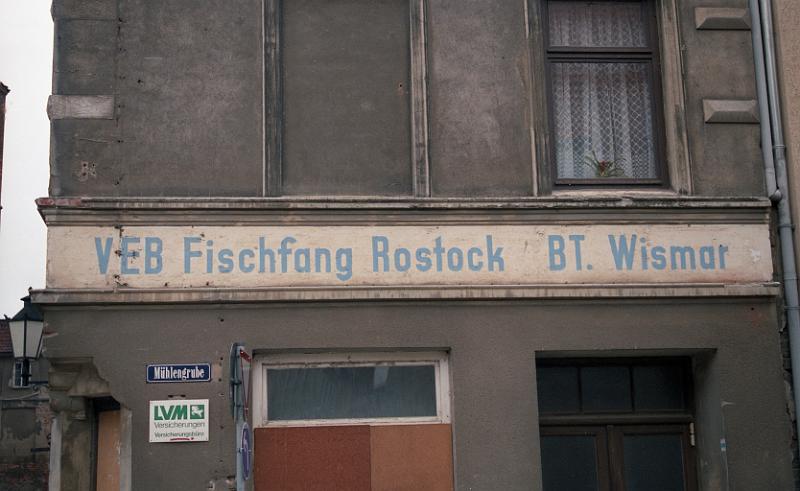 VEB Fischfang Rostock BT. Wismar
Mühlengrube
LVM
Versicherungen
Versicherungsbüro